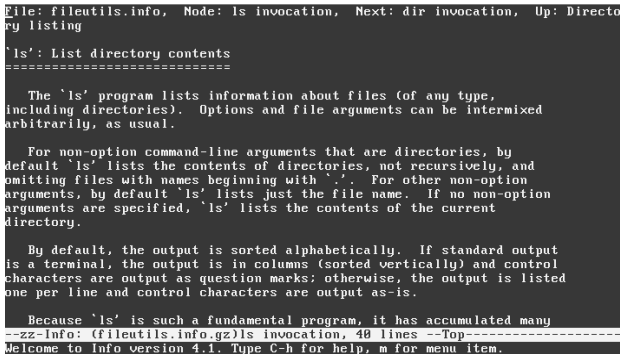 File: fileutils.info,  Node: ls invocation,  Next: dir invocation,  Up: Directo
ry listing
`ls': List directory contents
==============================
The `ls' program lists information about files (of any type,
including directories).  Options and file arguments can be intermixed
arbitrarily, as usual.
For non-option command-line arguments that are directories, by
default `ls' lists the contents of directories, not recursively, and
omitting files with names beginning with `.'.  For other non-option
arguments, by default `ls' lists just the file name.  If no non-option
arguments are specified, `ls' lists the contents of the current
directory.
By default, the output is sorted alphabetically.  If standard output
is a terminal, the output is in columns (sorted vertically) and control
characters are output as question marks; otherwise, the output is listed
one per line and control characters are output as-is.
Because `ls' is such a fundamental program, it has accumulated many
--zz-Info: (fileutils.info.gz)ls invocation, 40 lines --Top---------------------
Welcome to Info version 4.1. Type C-h for help, m for menu item.